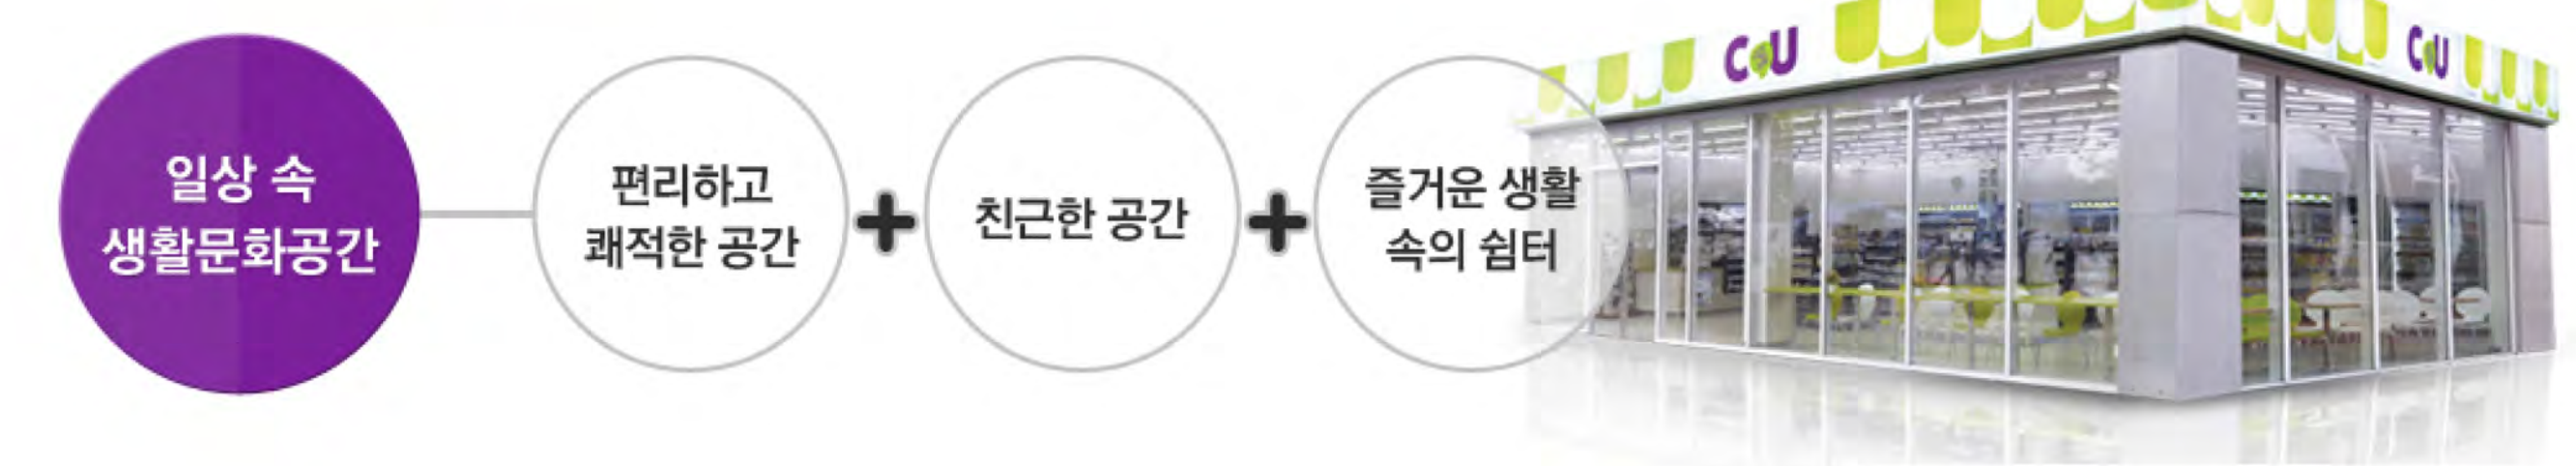 일상 속
생활문화공간
편리하고
쾌적한 공간
+
친근한 공간
+
즐거운 생활
속의 쉼터
CU
CU